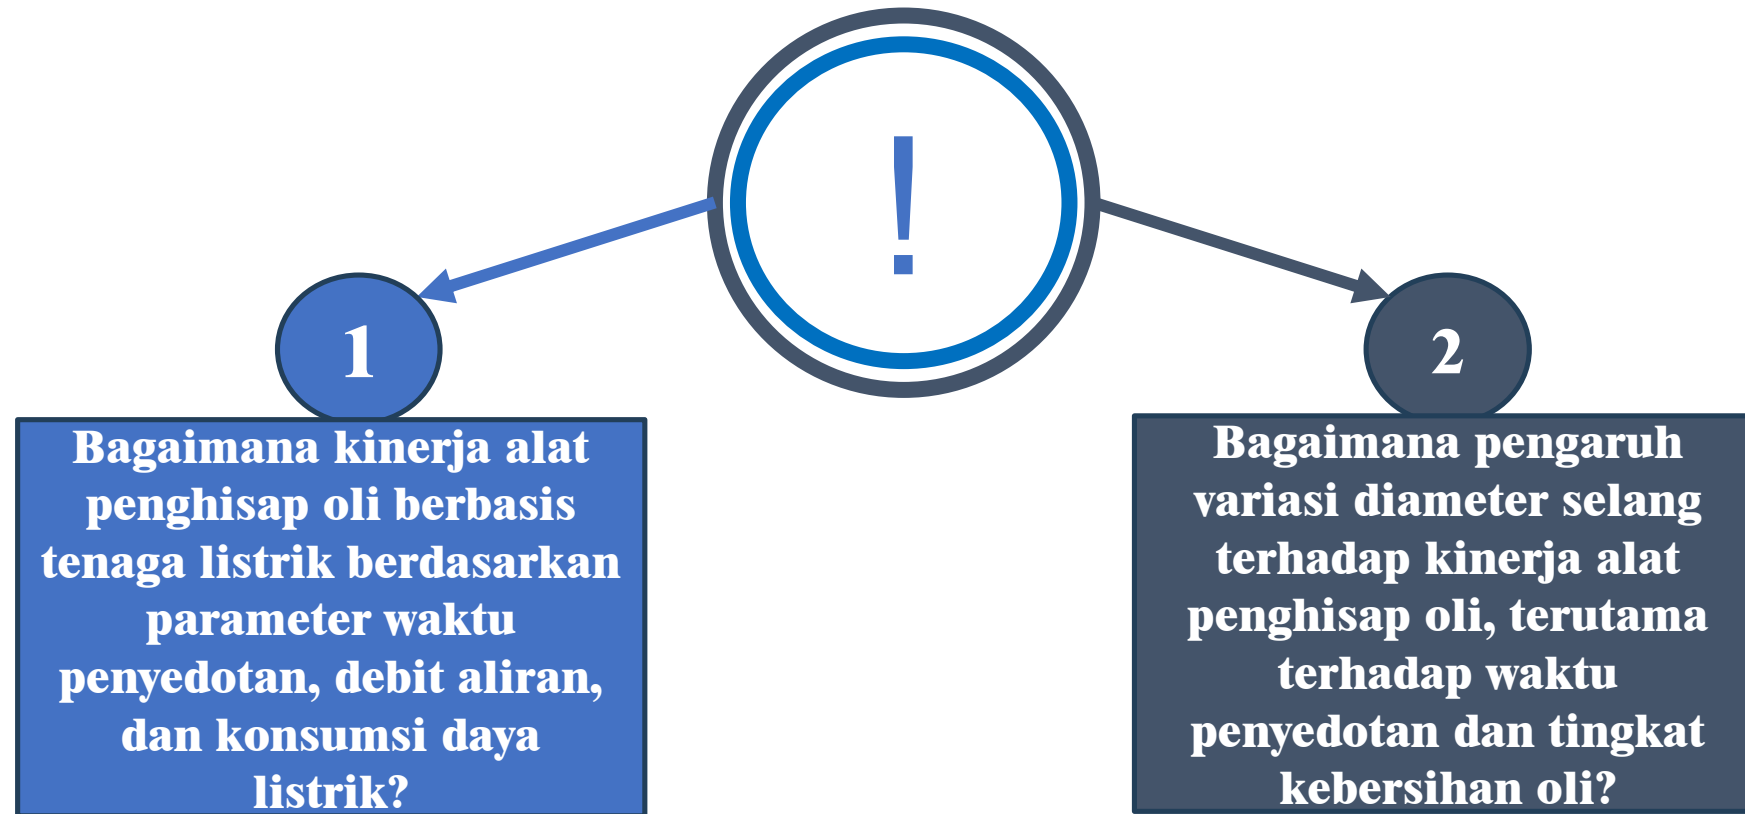 !
1
Bagaimana kinerja alat
penghisap oli berbasis
tenaga listrik berdasarkan
parameter waktu
penyedotan, debit aliran,
dan konsumsi daya
listrik?
2
Bagaimana pengaruh
variasi diameter selang
terhadap kinerja alat
penghisap oli, terutama
terhadap waktu
penyedotan dan tingkat
kebersihan oli?